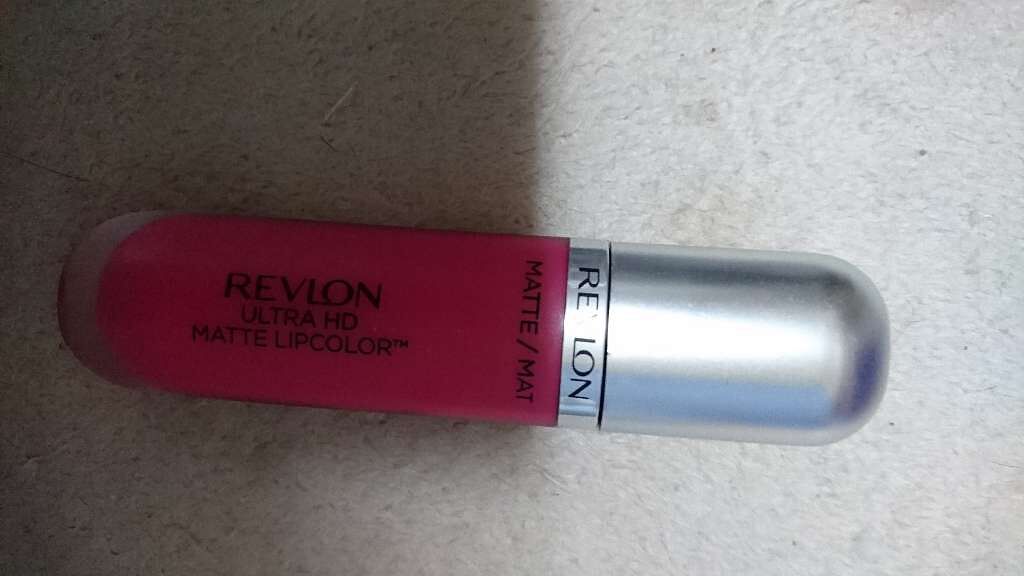 REVLON
ULTRA HD
MATTE LIPCOLOR™
MATTE / MAT
REVLON